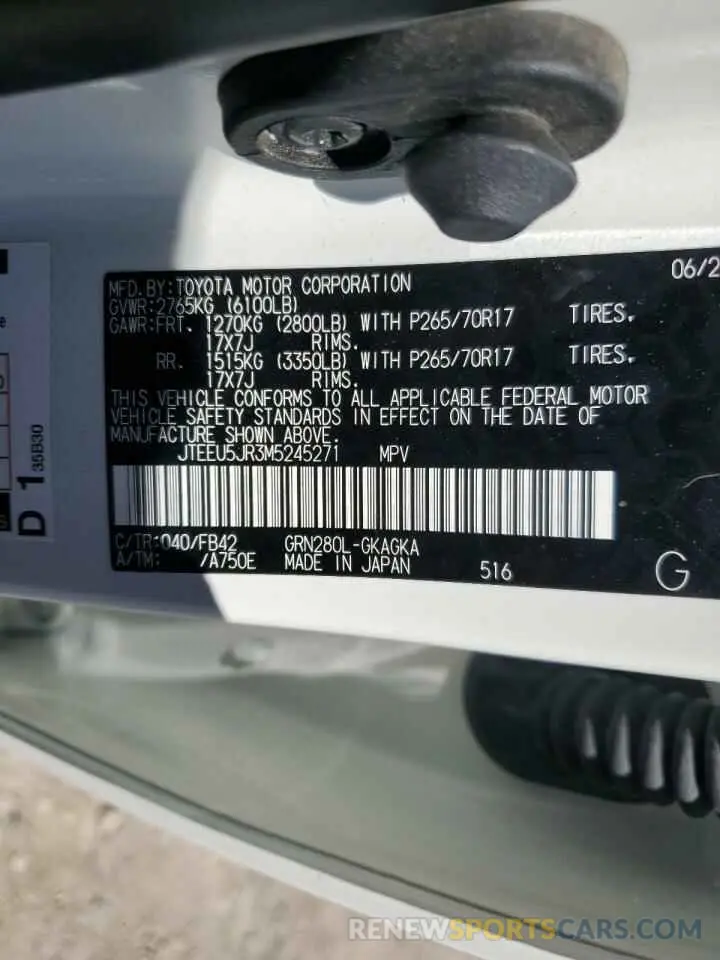 06/2
MFD.BY:TOYOTA MOTOR CORPORATION
GVWR:2765KG (6100LB)
GAWR:FRT. 1270KG (2800LB) WITH P265/70R17 TIRES.
17X7J RIMS.
RR. 1515KG (3350LB) WITH P265/70R17 TIRES.
17X7J RIMS.
THIS VEHICLE CONFORMS TO ALL APPLICABLE FEDERAL MOTOR
VEHICLE SAFETY STANDARDS IN EFFECT ON THE DATE OF
MANUFACTURE SHOWN ABOVE.
JTEEU5JR3M5245271 MPV
C/TR:040/FB42 GRN280L-GKAGKA
A/TM: /A750E MADE IN JAPAN 516 G
D 1 35B30
RENEWSPORTSCARS.COM